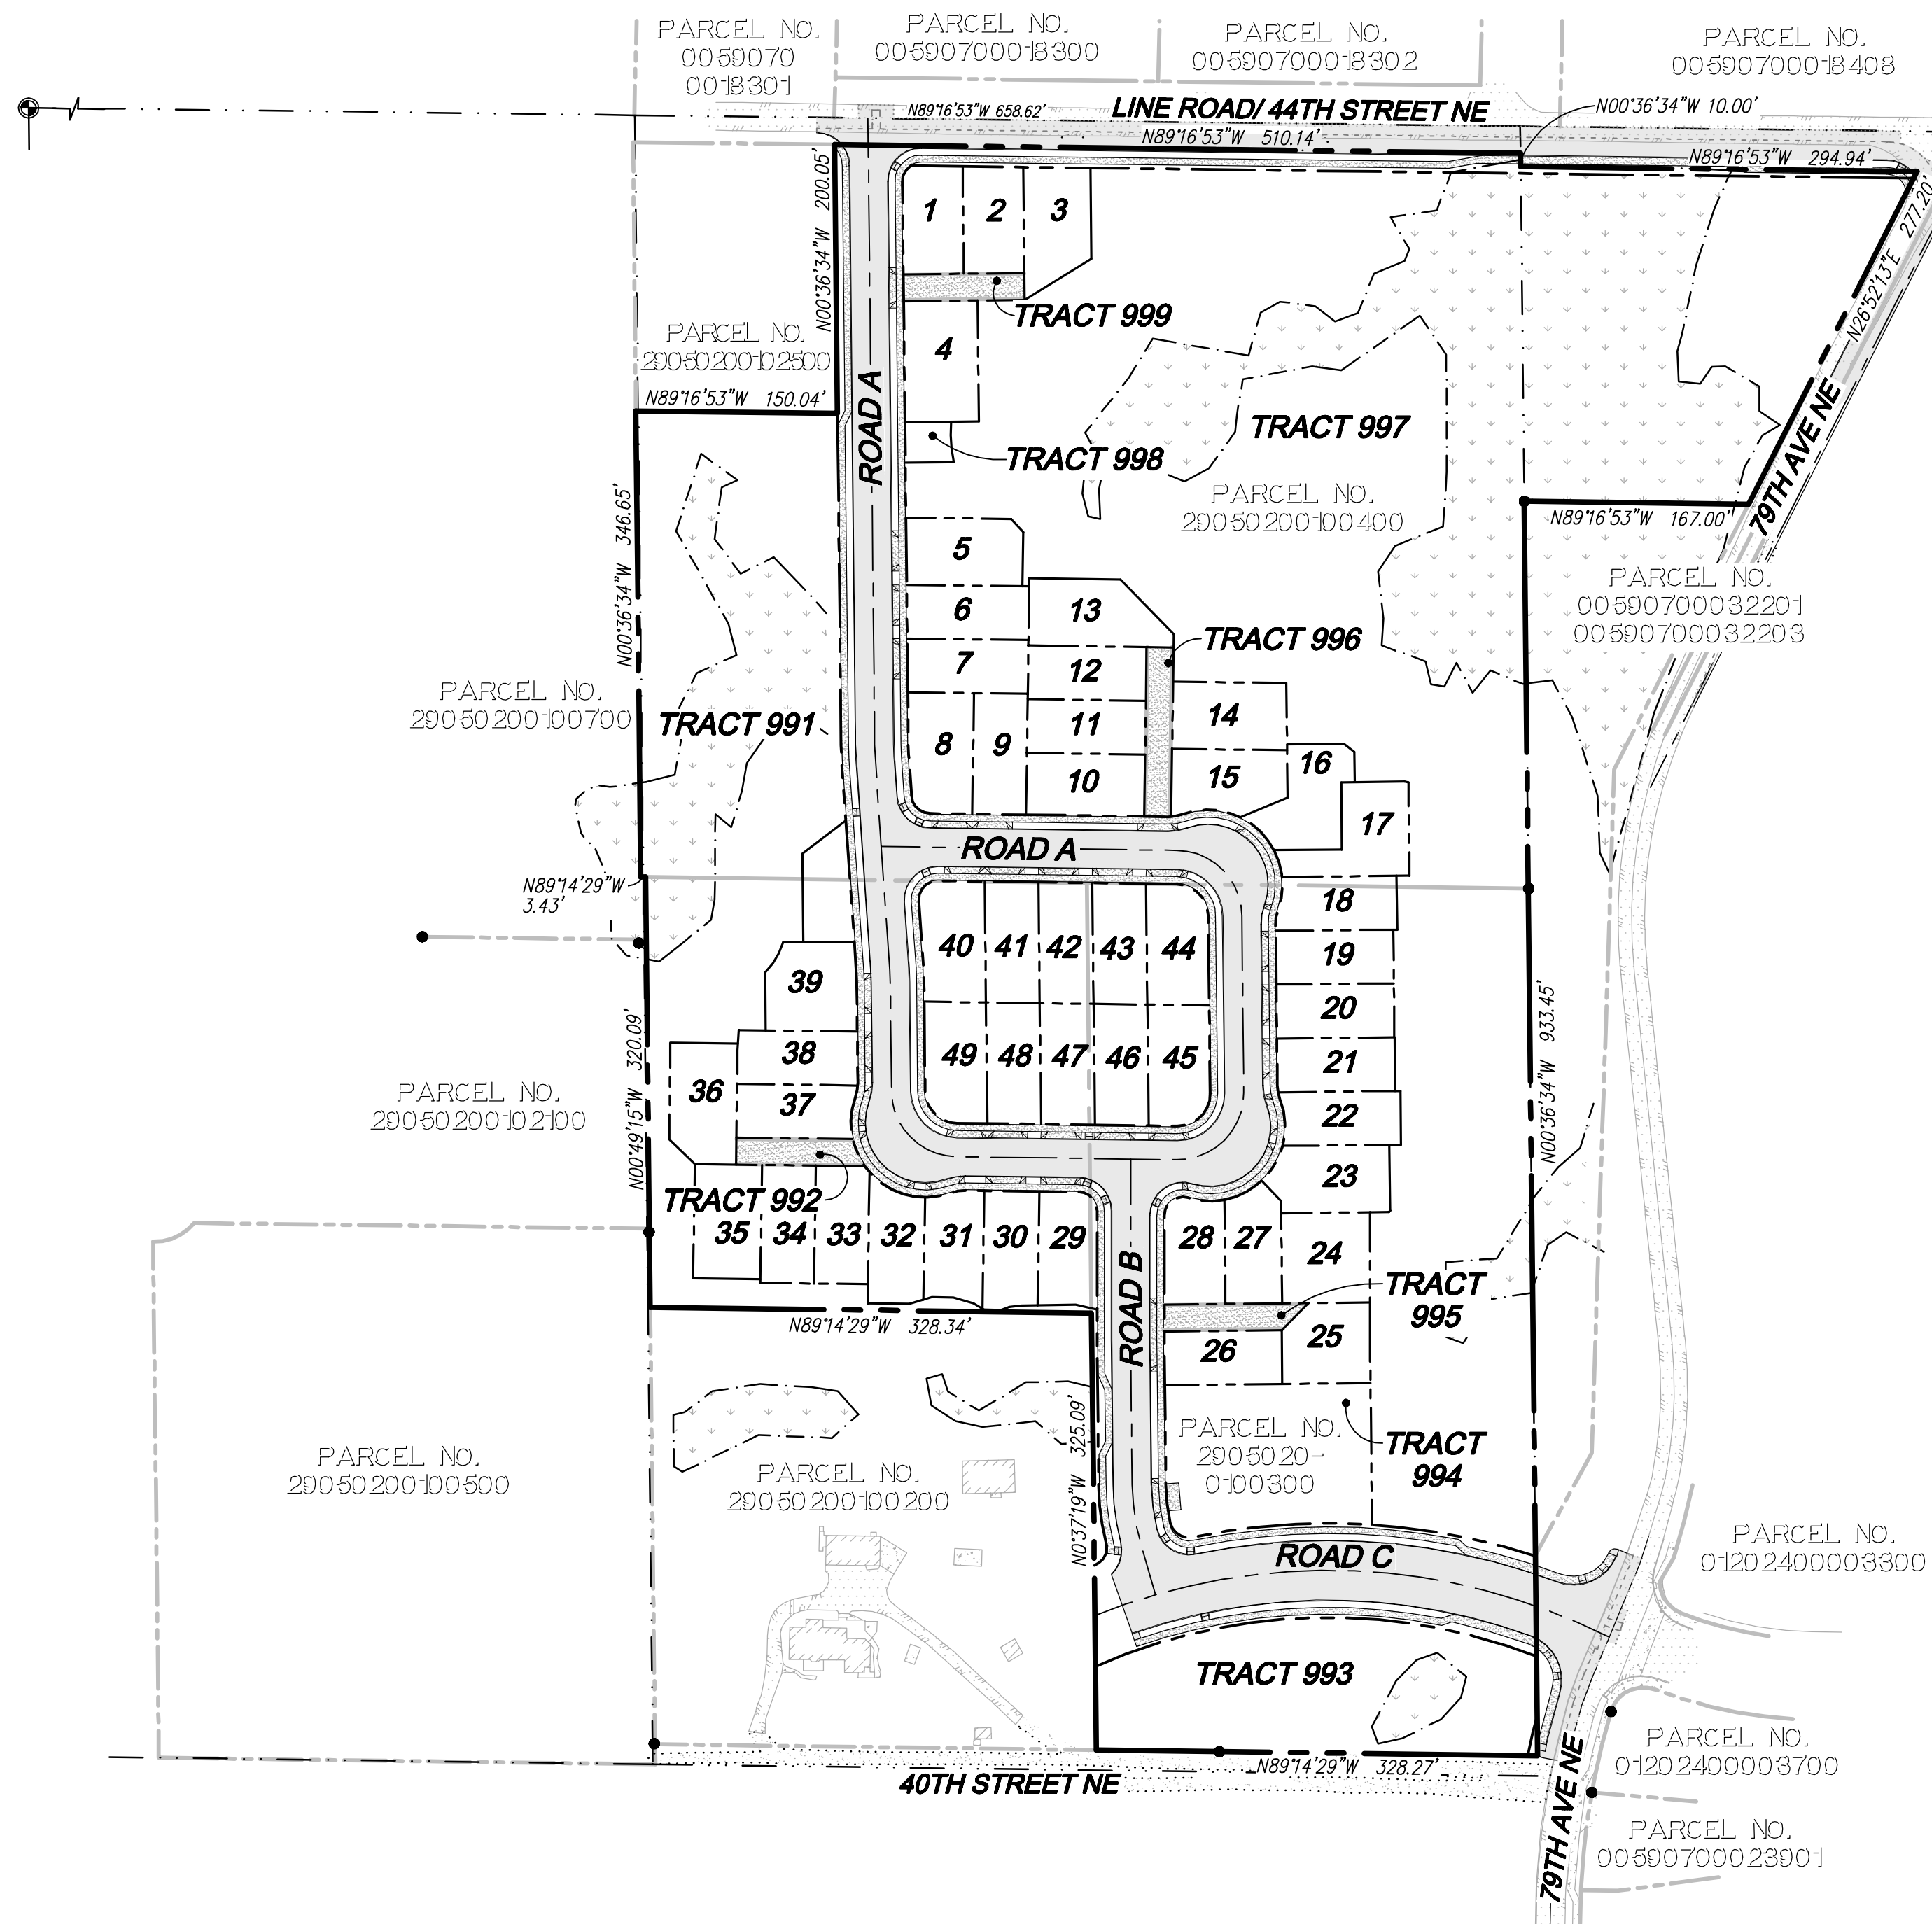 PARCEL NO.
0059070
0018301
PARCEL NO.
00590700018300
PARCEL NO.
00590700018302
PARCEL NO.
00590700018408
N89°16'53"W 658.62'
LINE ROAD/ 44TH STREET NE
N00°36'34"W 10.00'
N89°16'53"W 510.14'
N89°16'53"W 294.94'
N00°36'34"W 200.05'
N26°52'13"E 277.20'
1
2
3
TRACT 999
PARCEL NO.
29050200102500
4
N89°16'53"W 150.04'
ROAD A
TRACT 997
79TH AVE NE
TRACT 998
PARCEL NO.
29050200100400
N89°16'53"W 167.00'
N00°36'34"W 346.65'
5
PARCEL NO.
00590700032201
00590700032203
6
13
TRACT 996
7
12
PARCEL NO.
29050200100700
TRACT 991
11
14
8
9
10
15
16
17
ROAD A
N89°14'29"W
3.43'
18
40
41
42
43
44
19
39
20
N00°36'34"W 933.45'
N00°49'15"W 320.09'
38
49
48
47
46
45
21
36
37
22
PARCEL NO.
29050200102100
23
TRACT 992
35
34
33
32
31
30
29
28
27
24
ROAD B
TRACT
995
N89°14'29"W 328.34'
26
25
N0°37'19"W 325.09'
PARCEL NO.
2905020-
0100300
TRACT
994
PARCEL NO.
29050200100500
PARCEL NO.
29050200100200
ROAD C
PARCEL NO.
01202400003300
TRACT 993
PARCEL NO.
01202400003700
N89°14'29"W 328.27'
40TH STREET NE
79TH AVE NE
PARCEL NO.
00590700023901